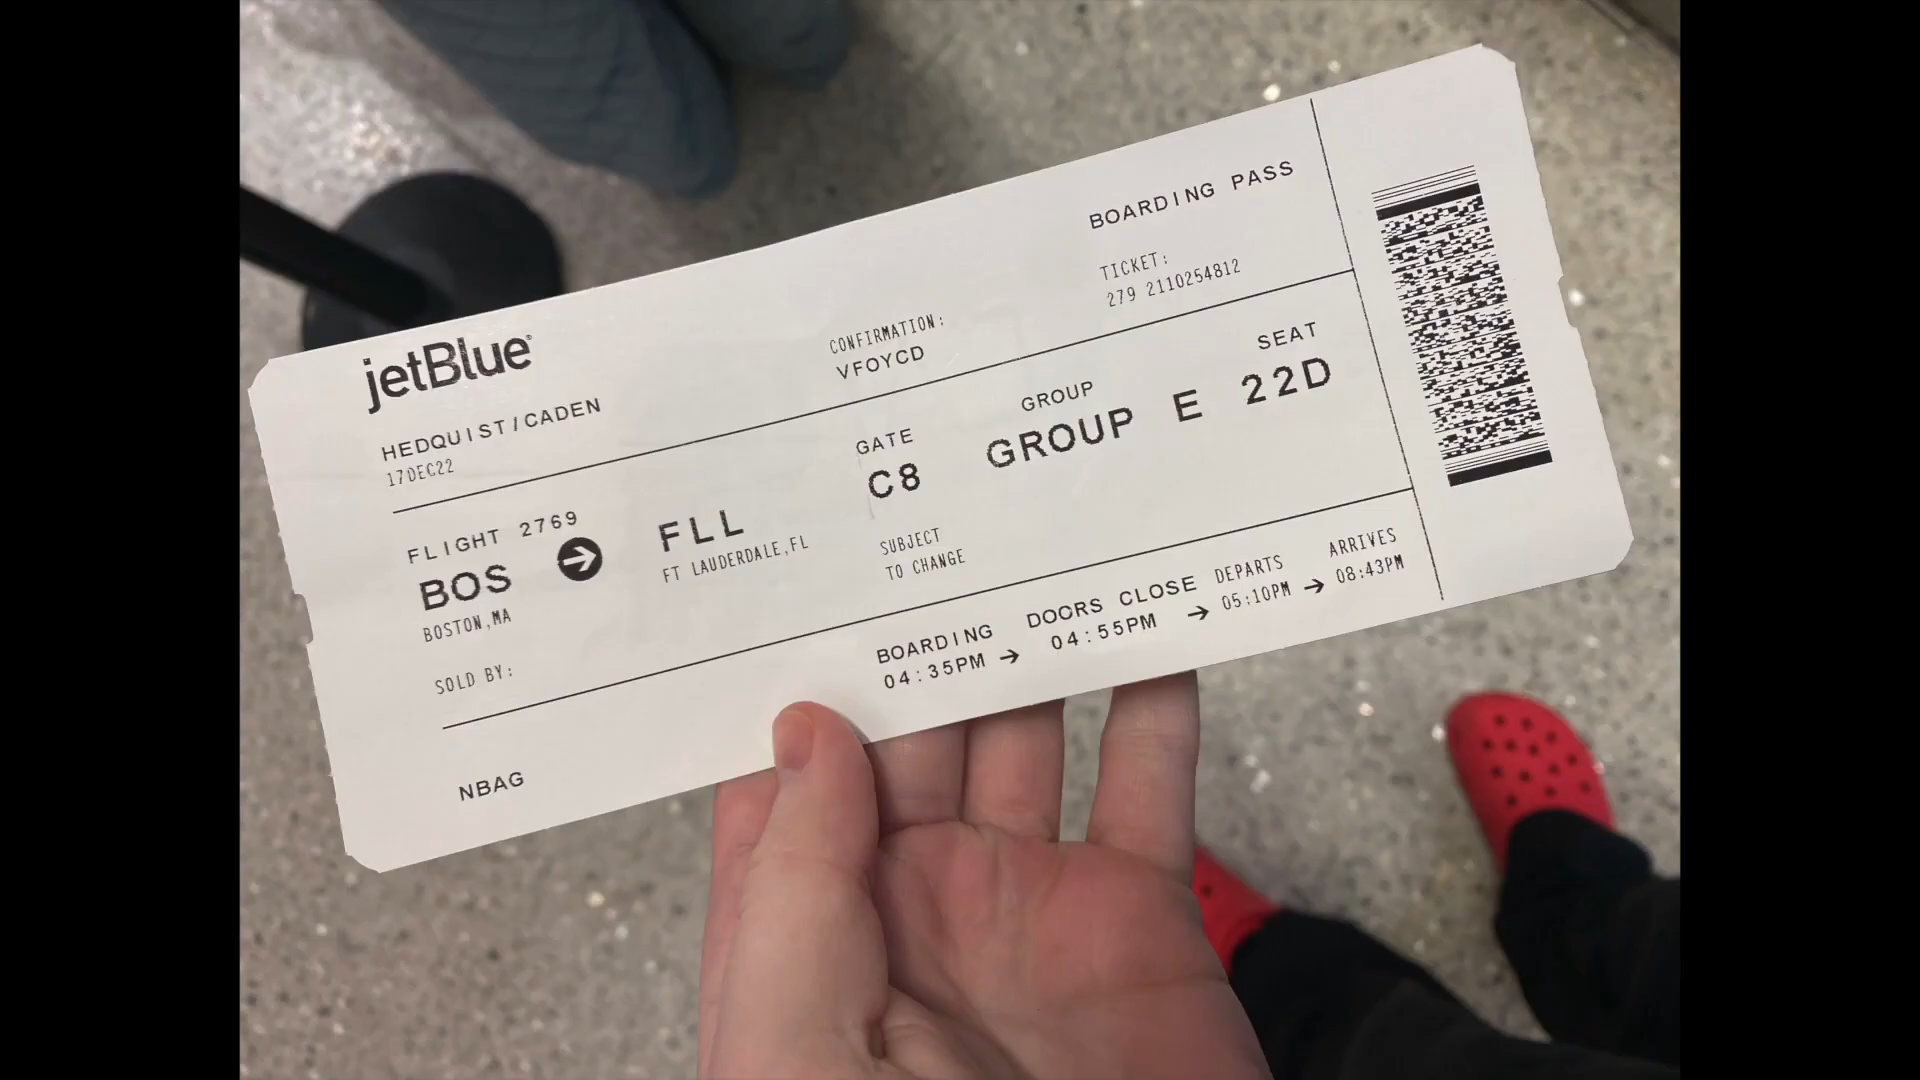 BOARDING PASS
jetBlue
CONFIRMATION:
VFOYCD
TICKET:
279 2110254812
HEDQUIST/CADEN
17DEC22
FLIGHT 2769
BOS
BOSTON,MA
FLL
FT LAUDERDALE,FL
GATE
C8
SUBJECT
TO CHANGE
GROUP
GROUP E
SEAT
22D
SOLD BY:
BOARDING
04:35PM →
DOORS CLOSE
04:55PM →
DEPARTS
05:10PM →
ARRIVES
08:43PM
NBAG